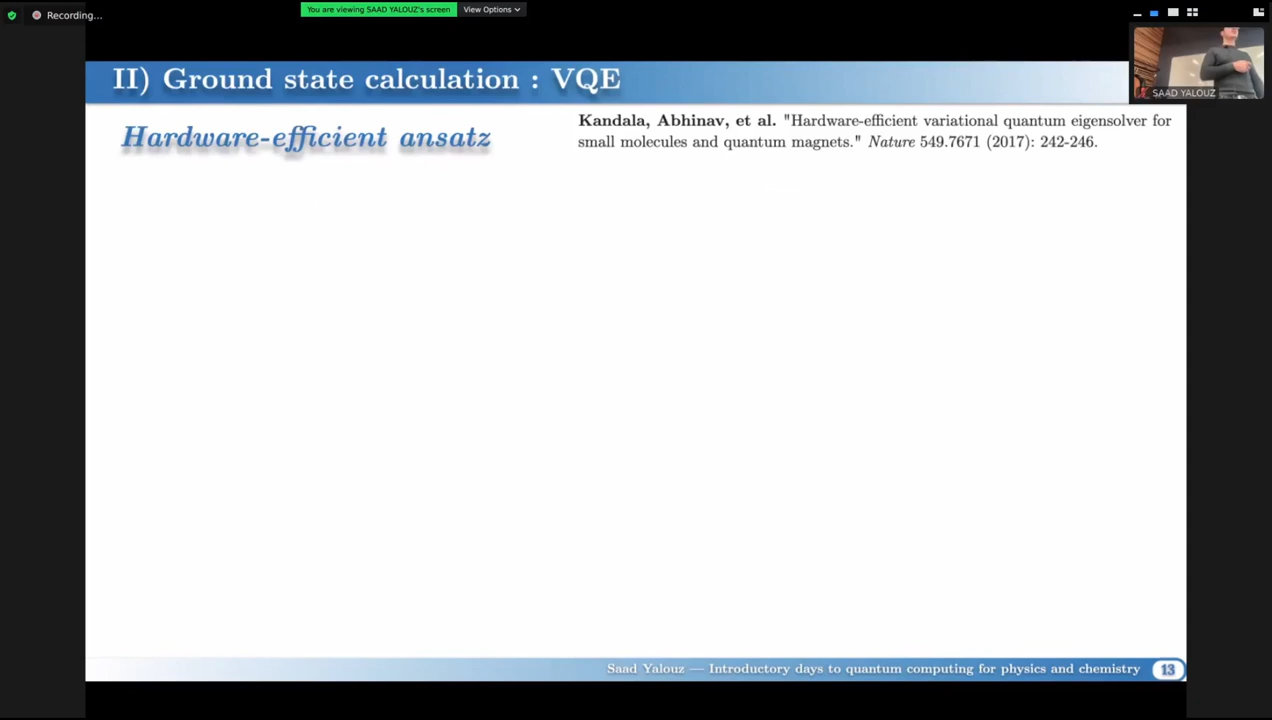 Recording...
You are viewing SAAD YALOUZ's screen
View Options
SAAD YALOUZ
II) Ground state calculation : VQE
Hardware-efficient ansatz
Kandala, Abhinav, et al. "Hardware-efficient variational quantum eigensolver for
small molecules and quantum magnets." Nature 549.7671 (2017): 242-246.
Saad Yalouz — Introductory days to quantum computing for physics and chemistry
13